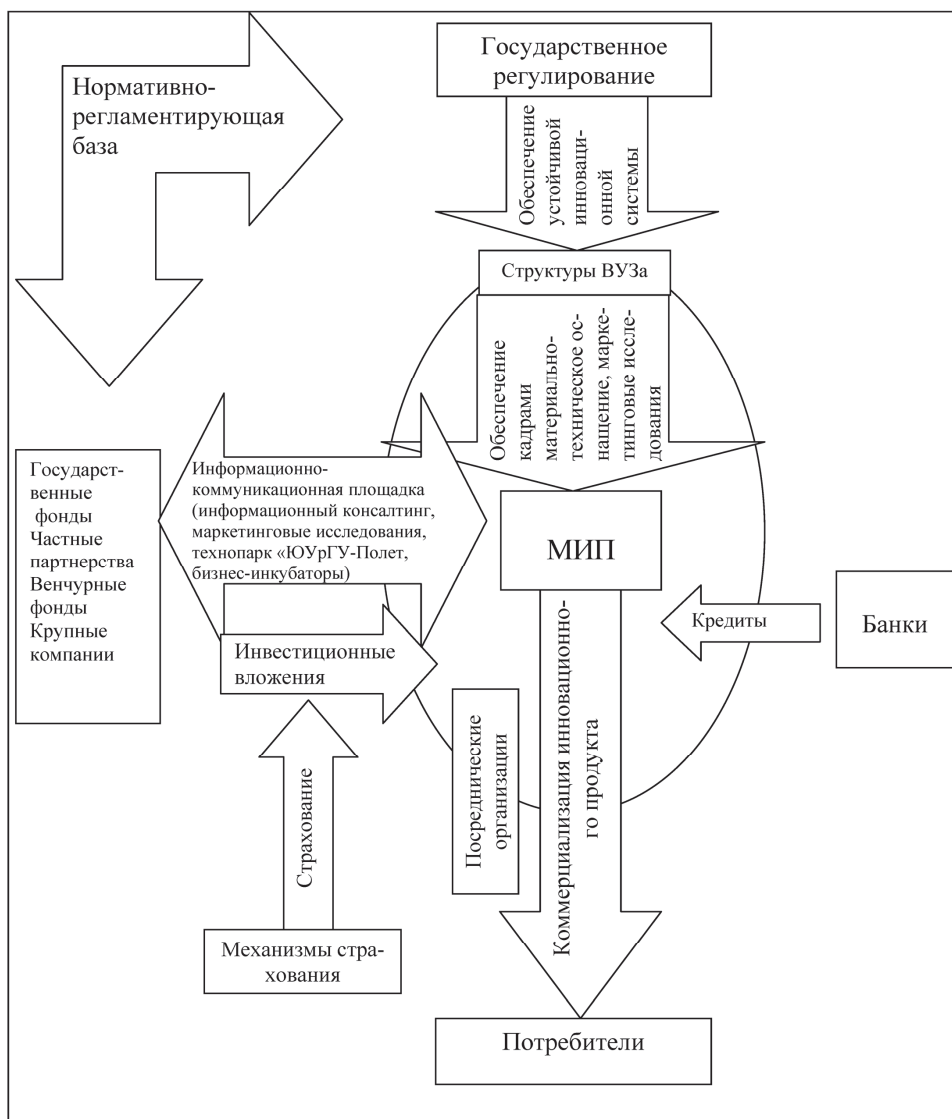 Государственное
регулирование
Нормативно-
регламентирующая
база
Обеспечение
устойчивой
инноваци-
онной
системы
Структуры ВУЗа
Обеспечение
кадрами
материально-
техническое ос-
нащение, марке-
тинговые иссле-
дования
Государст-
венные
фонды
Частные
партнерства
Венчурные
фонды
Крупные
компании
Информационно-
коммуникационная площадка
(информационный консалтинг,
маркетинговые исследования,
технопарк «ЮУрГУ-Полет,
бизнес-инкубаторы)
МИП
Кредиты
Банки
Инвестиционные
вложения
Страхование
Посреднические
организации
Коммерциализация инновационно-
го продукта
Механизмы стра-
хования
Потребители